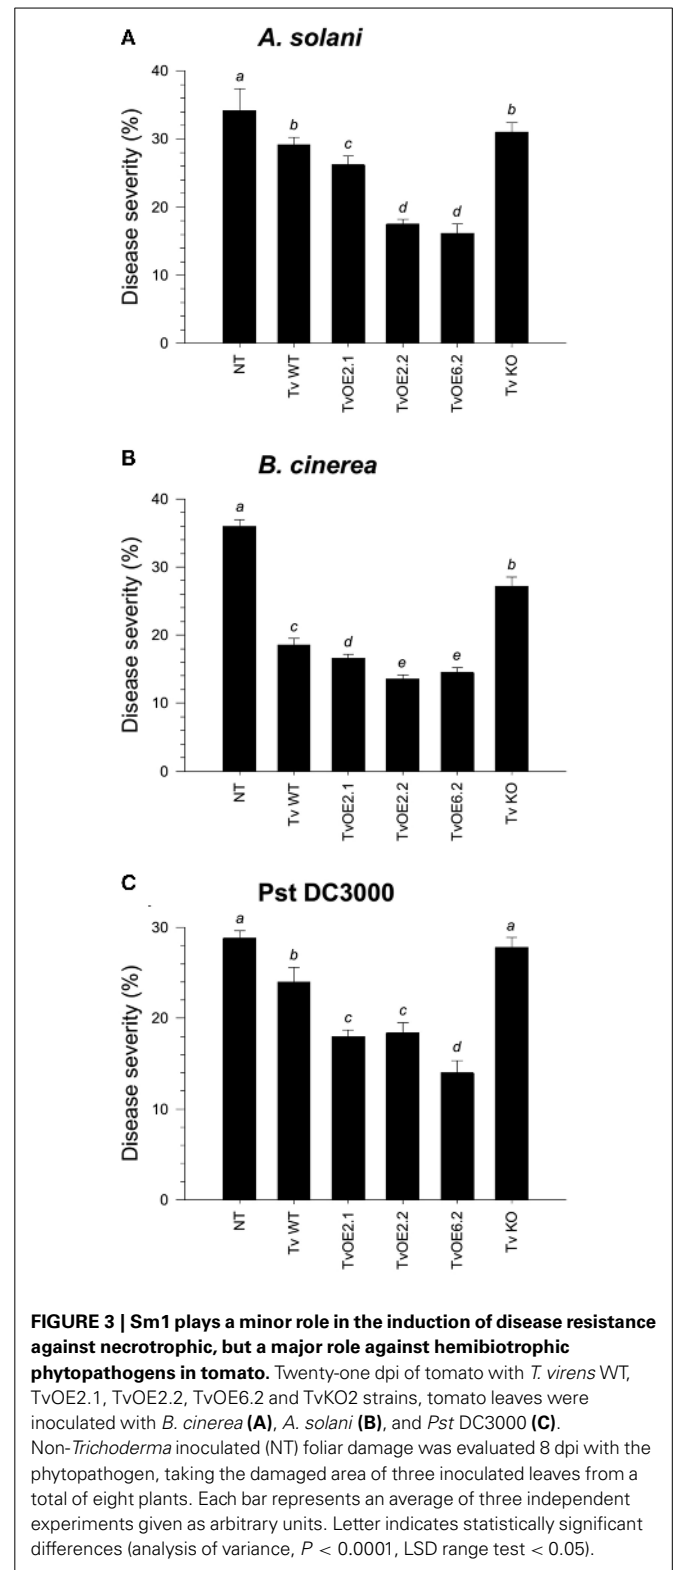 A
A. solani
a
b
c
d
d
b
40
30
20
10
0
Disease severity (%)
NT
Tv WT
TvOE2.1
TvOE2.2
TvOE6.2
Tv KO
B
B. cinerea
a
c
d
e
e
b
40
30
20
10
0
Disease severity (%)
NT
Tv WT
TvOE2.1
TvOE2.2
TvOE6.2
Tv KO
C
Pst DC3000
a
b
c
c
d
a
30
20
10
0
Disease severity (%)
NT
Tv WT
TvOE2.1
TvOE2.2
TvOE6.2
Tv KO
FIGURE 3 | Sm1 plays a minor role in the induction of disease resistance
against necrotrophic, but a major role against hemibiotrophic
phytopathogens in tomato. Twenty-one dpi of tomato with T. virens WT,
TvOE2.1, TvOE2.2, TvOE6.2 and TvKO2 strains, tomato leaves were
inoculated with B. cinerea (A), A. solani (B), and Pst DC3000 (C).
Non-Trichoderma inoculated (NT) foliar damage was evaluated 8 dpi with the
phytopathogen, taking the damaged area of three inoculated leaves from a
total of eight plants. Each bar represents an average of three independent
experiments given as arbitrary units. Letter indicates statistically significant
differences (analysis of variance, P < 0.0001, LSD range test < 0.05).